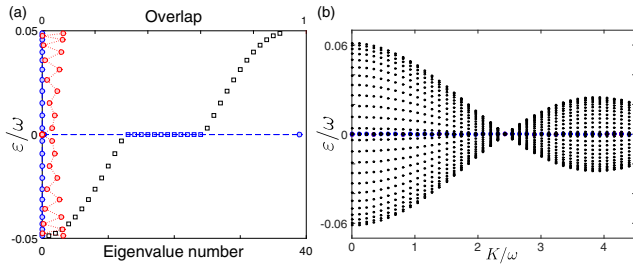 (a)
Overlap
0
1
0.05
0
-0.05
ε/ω
0
40
Eigenvalue number
(b)
0.06
0
-0.06
ε/ω
0
1
2
3
4
K/ω